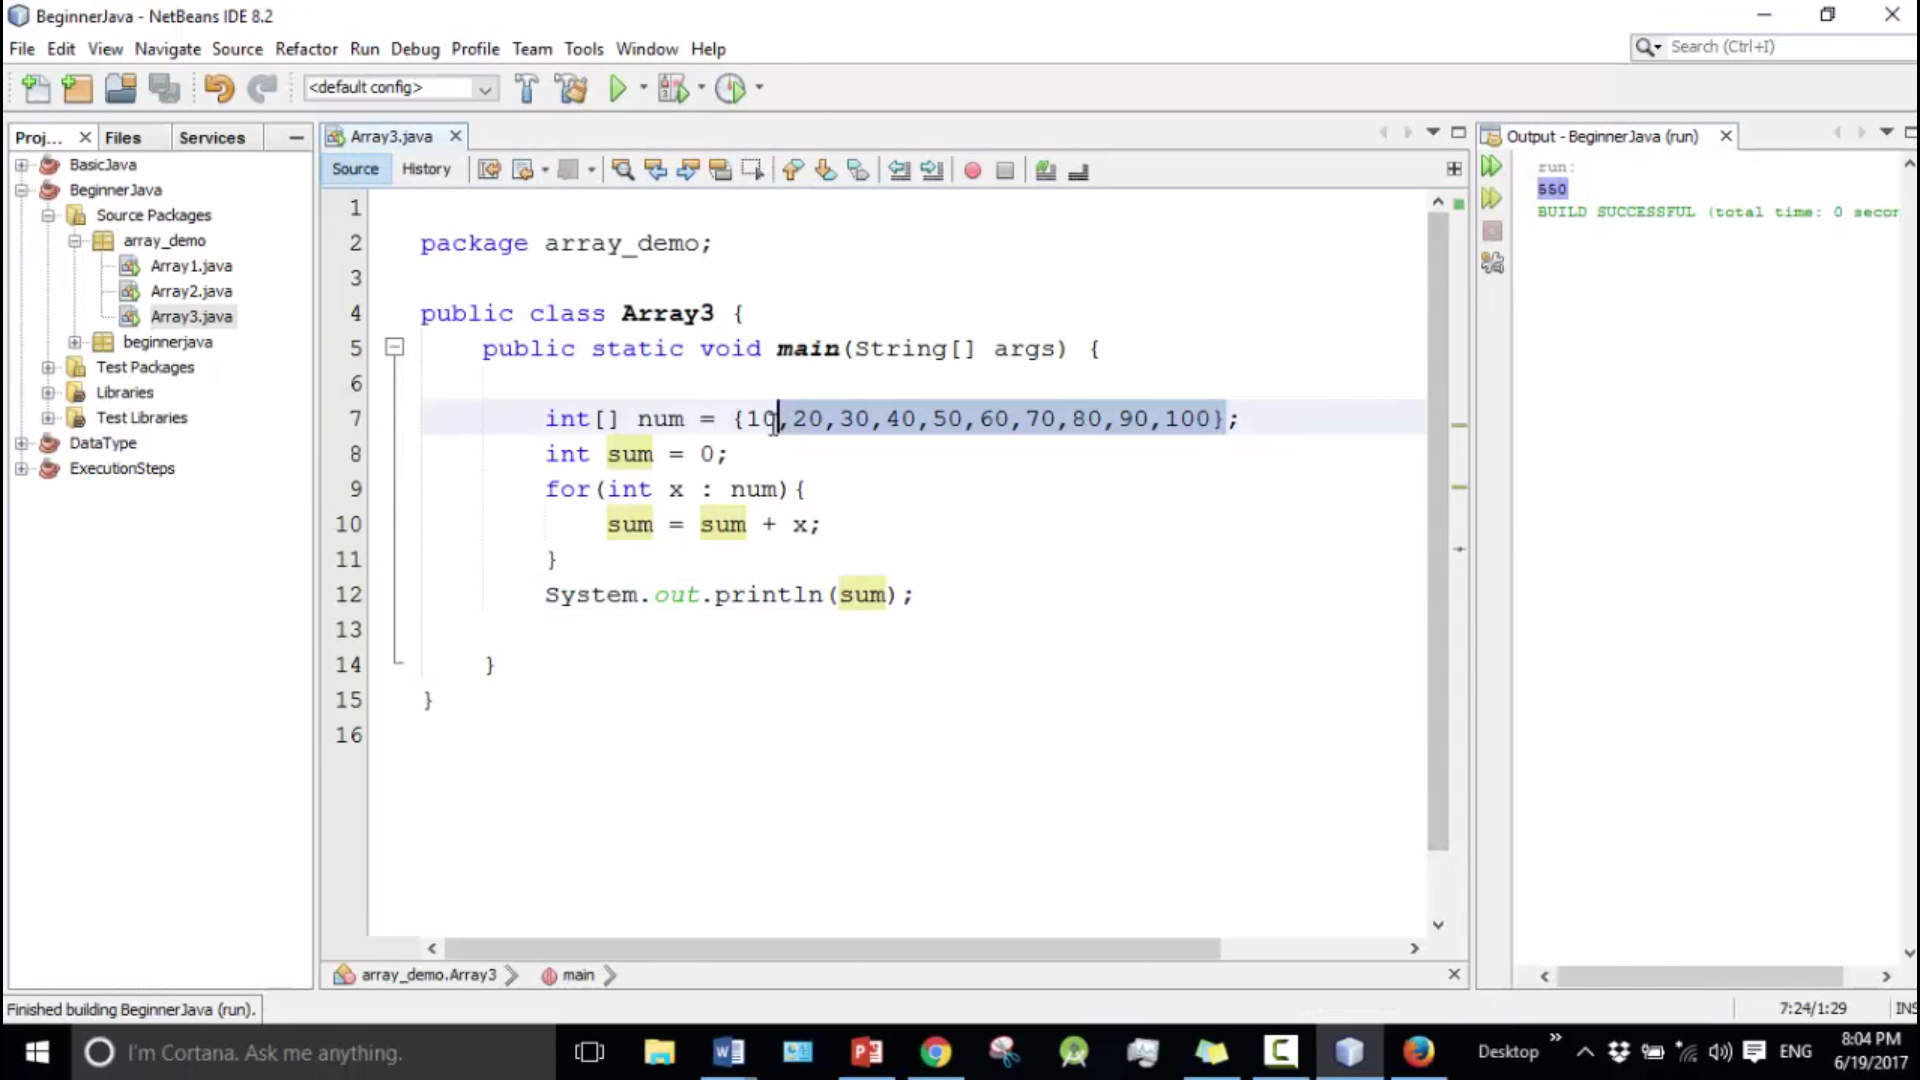 BeginnerJava - NetBeans IDE 8.2
File Edit View Navigate Source Refactor Run Debug Profile Team Tools Window Help
Search (Ctrl+I)
<default config>
Proj... Files Services
Array3.java
Output - BeginnerJava (run)
Source History
BasicJava
BeginnerJava
Source Packages
array_demo
Array1.java
Array2.java
Array3.java
beginnerjava
Test Packages
Libraries
Test Libraries
DataType
ExecutionSteps
1
2 package array_demo;
3
4 public class Array3 {
5 public static void main(String[] args) {
6
7 int[] num = {10,20,30,40,50,60,70,80,90,100};
8 int sum = 0;
9 for(int x : num){
10 sum = sum + x;
11 }
12 System.out.println(sum);
13
14 }
15 }
16
run:
550
BUILD SUCCESSFUL (total time: 0 secon
array_demo.Array3 main
Finished building BeginnerJava (run).
7:24/1:29 INS
I'm Cortana. Ask me anything.
Desktop
ENG
8:04 PM
6/19/2017